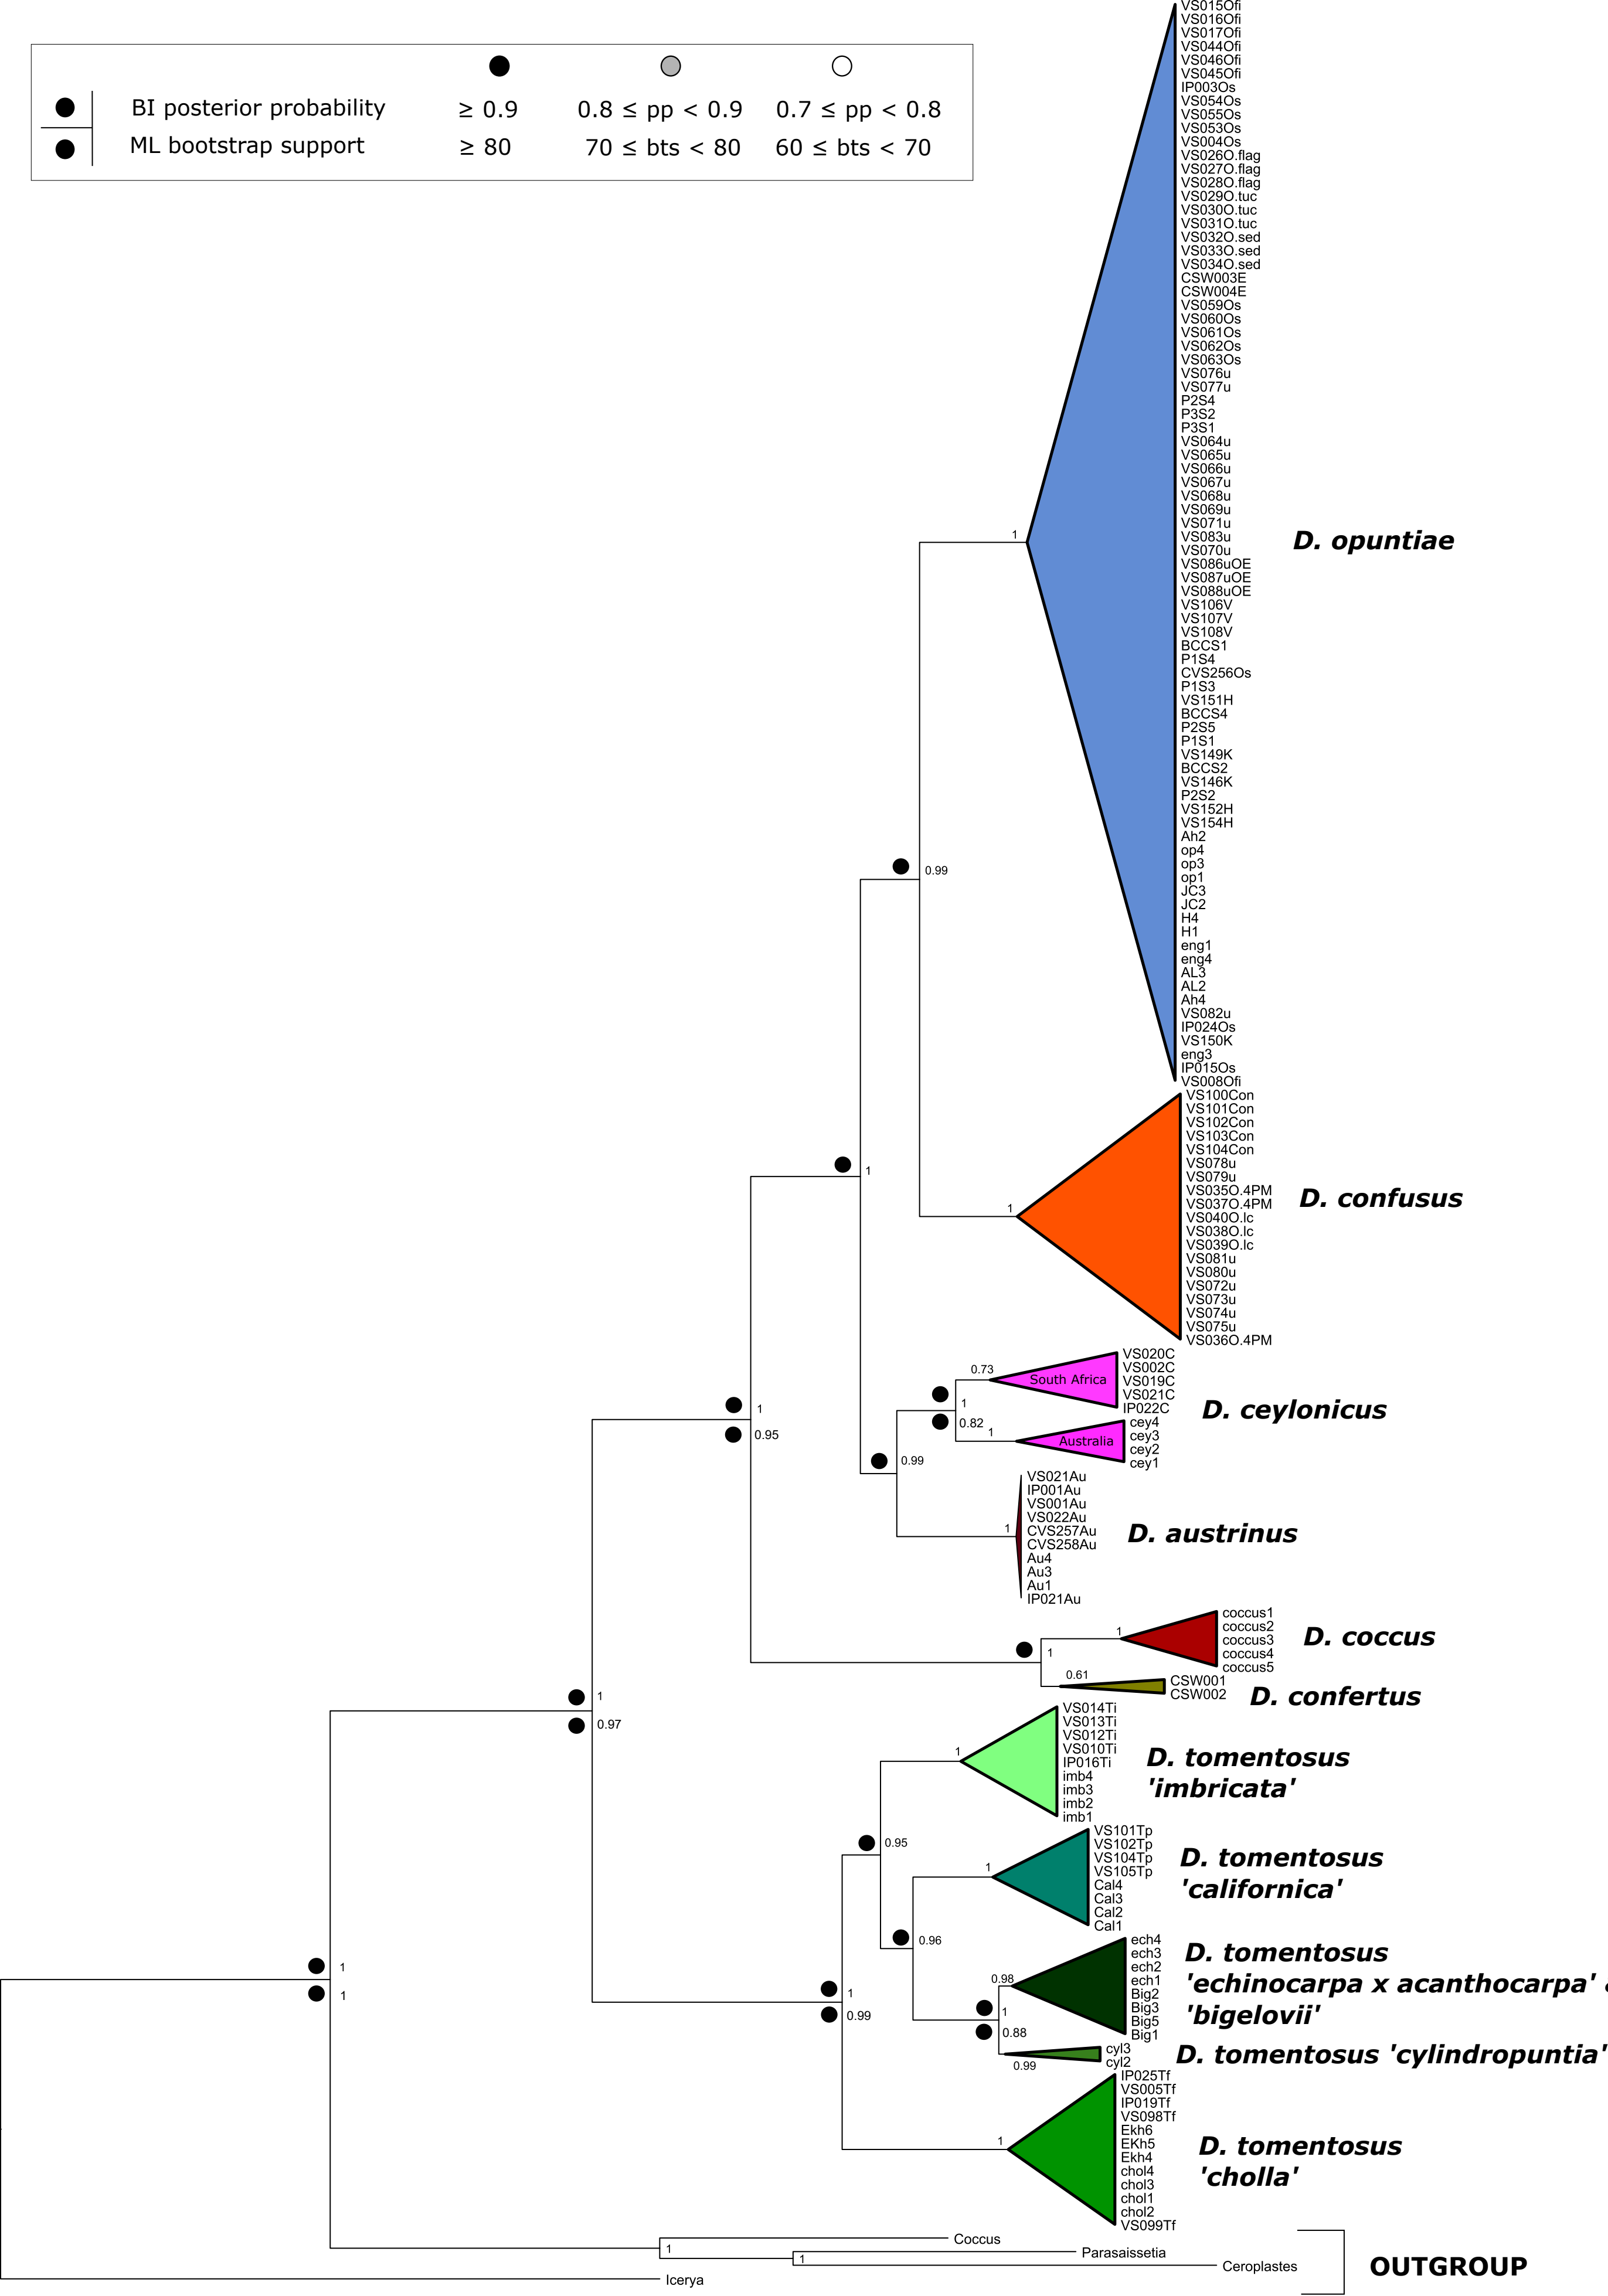 BI posterior probability ≥ 0.9 0.8 ≤ pp < 0.9 0.7 ≤ pp < 0.8
ML bootstrap support ≥ 80 70 ≤ bts < 80 60 ≤ bts < 70
VS015Ofi
VS016Ofi
VS017Ofi
VS044Ofi
VS046Ofi
VS045Ofi
IP003Os
VS054Os
VS055Os
VS053Os
VS004Os
VS026O.flag
VS027O.flag
VS028O.flag
VS029O.tuc
VS030O.tuc
VS031O.tuc
VS032O.sed
VS033O.sed
VS034O.sed
CSW003E
CSW004E
VS059Os
VS060Os
VS061Os
VS062Os
VS063Os
VS076u
VS077u
P2S4
P3S2
P3S1
VS064u
VS065u
VS066u
VS067u
VS068u
VS069u
VS071u
VS083u
VS070u
VS086uOE
VS087uOE
VS088uOE
VS106V
VS107V
VS108V
BCCS1
P1S4
CVS256Os
P1S3
VS151H
BCCS4
P2S5
P1S1
VS149K
BCCS2
VS146K
P2S2
VS152H
VS154H
Ah2
op4
op3
op1
JC3
JC2
H4
H1
eng1
eng4
AL3
AL2
Ah4
VS082u
IP024Os
VS150K
eng3
IP015Os
VS008Ofi
1
D. opuntiae
0.99
VS100Con
VS101Con
VS102Con
VS103Con
VS104Con
VS078u
VS079u
VS035O.4PM
VS037O.4PM
VS040O.lc
VS038O.lc
VS039O.lc
VS081u
VS080u
VS072u
VS073u
VS074u
VS075u
VS036O.4PM
1
D. confusus
1
VS020C
VS002C
VS019C
VS021C
IP022C
0.73
South Africa
1
0.82
D. ceylonicus
cey4
cey3
cey2
cey1
1
Australia
1
0.95
0.99
VS021Au
IP001Au
VS001Au
VS022Au
CVS257Au
CVS258Au
Au4
Au3
Au1
IP021Au
1
D. austrinus
coccus1
coccus2
coccus3
coccus4
coccus5
1
D. coccus
1
0.61
CSW001
CSW002
D. confertus
1
0.97
VS014Ti
VS013Ti
VS012Ti
VS010Ti
IP016Ti
imb4
imb3
imb2
imb1
1
D. tomentosus
'imbricata'
0.95
VS101Tp
VS102Tp
VS104Tp
VS105Tp
Cal4
Cal3
Cal2
Cal1
1
D. tomentosus
'californica'
0.96
ech4
ech3
ech2
ech1
Big2
Big3
Big5
Big1
0.98
D. tomentosus
'echinocarpa x acanthocarpa'
'bigelovii'
1
0.88
cyl3
cyl2
0.99
D. tomentosus 'cylindropuntia'
1
0.99
1
1
IP025Tf
VS005Tf
IP019Tf
VS098Tf
Ekh6
EKh5
Ekh4
chol4
chol3
chol1
chol2
VS099Tf
1
D. tomentosus
'cholla'
Coccus
1
Parasaissetia
1
Ceroplastes
Icerya
OUTGROUP